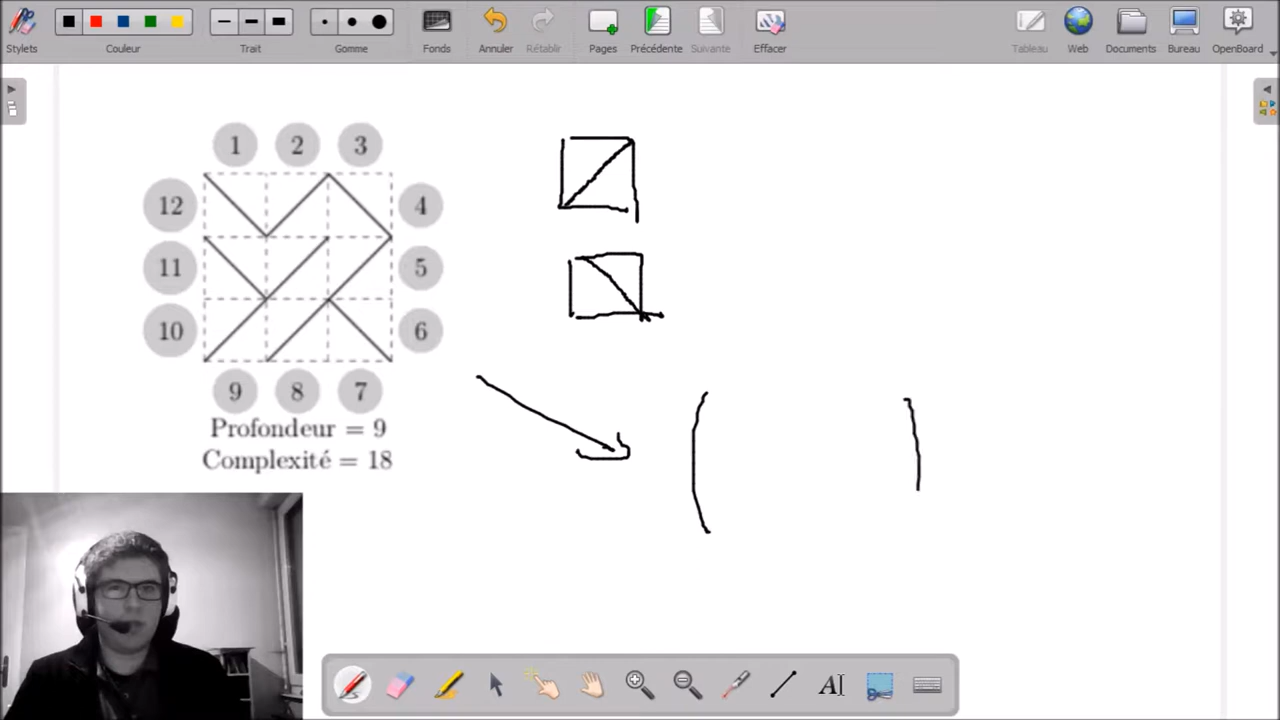 Stylets Couleur Trait Gomme Fonds Annuler Rétablir Pages Précédente Suivante Effacer Tableau Web Documents Bureau OpenBoard
1 2 3
12 4
11 5
10 6
9 8 7
Profondeur = 9
Complexité = 18
AI